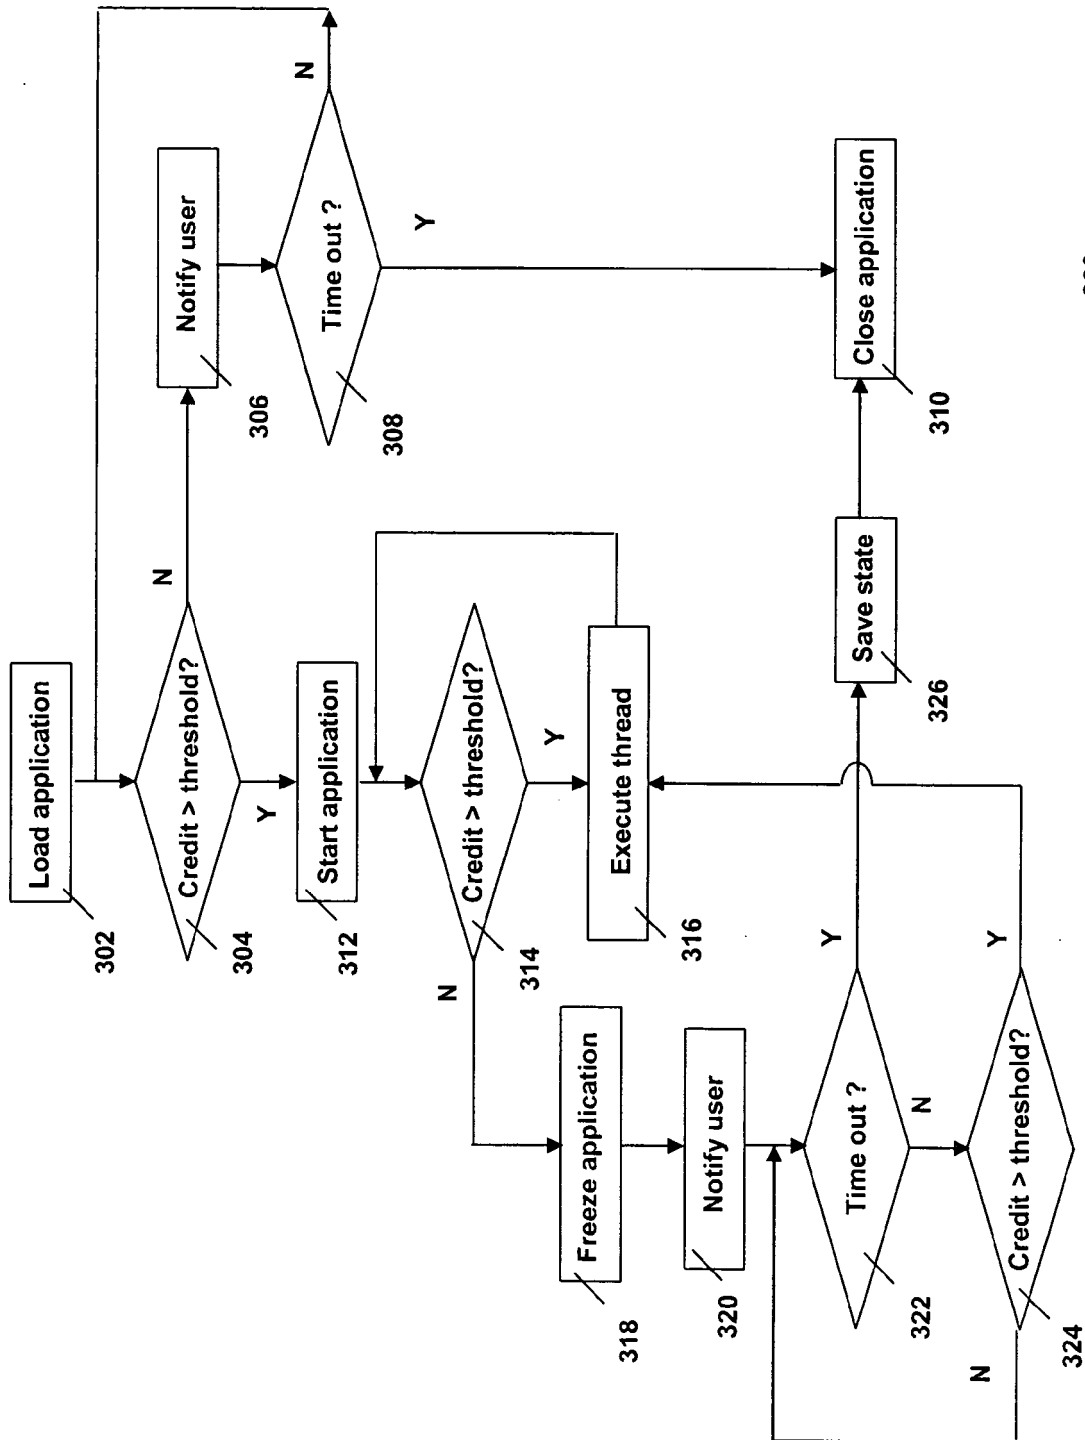 Load application
302
Credit > threshold?
304
N
Y
Notify user
306
Time out ?
308
N
Y
Start application
312
Credit > threshold?
314
N
Y
Execute thread
316
Freeze application
318
Notify user
320
Time out ?
322
Y
N
Credit > threshold?
324
Y
N
Save state
326
Close application
310